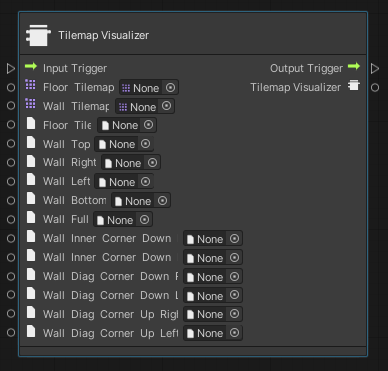 Tilemap Visualizer
Input Trigger Output Trigger
Floor Tilemap None Tilemap Visualizer
Wall Tilemap None
Floor Tile None
Wall Top None
Wall Right None
Wall Left None
Wall Bottom None
Wall Full None
Wall Inner Corner Down None
Wall Inner Corner Down None
Wall Diag Corner Down None
Wall Diag Corner Down None
Wall Diag Corner Up None
Wall Diag Corner Up Left None